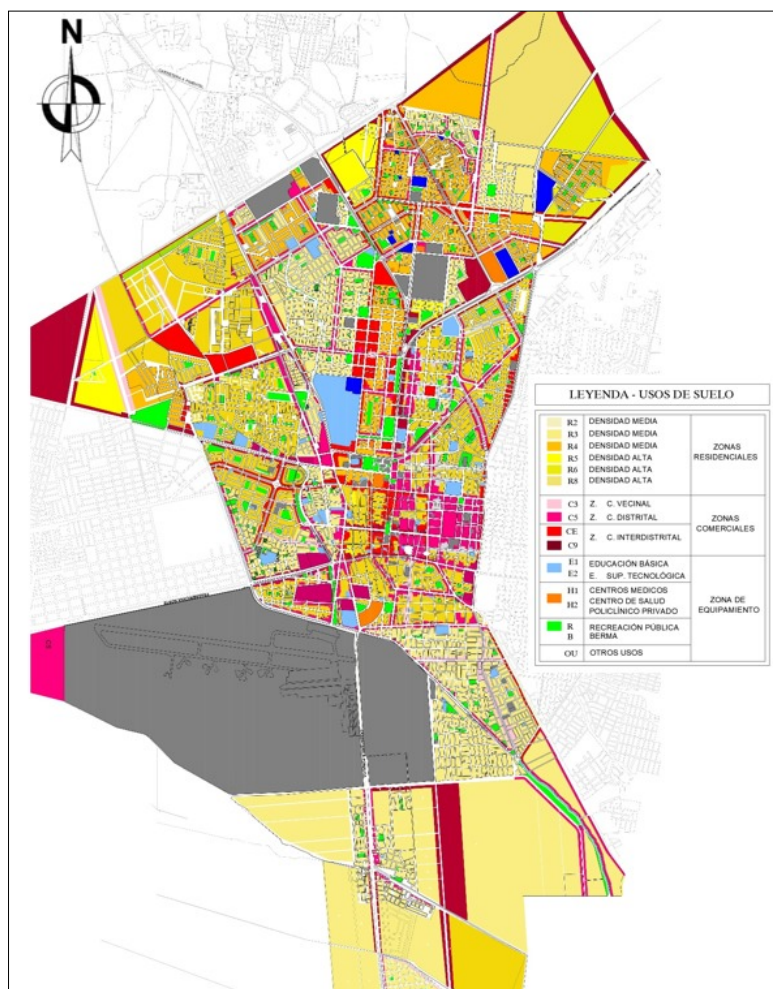 N
CARRETERA A PIMENTEL
LEYENDA - USOS DE SUELO
R2 DENSIDAD MEDIA
R3 DENSIDAD MEDIA
R4 DENSIDAD MEDIA
R5 DENSIDAD ALTA
R6 DENSIDAD ALTA
R8 DENSIDAD ALTA
ZONAS
RESIDENCIALES
C3 Z. C. VECINAL
C5 Z. C. DISTRITAL
CE
C9
Z. C. INTERDISTRITAL
ZONAS
COMERCIALES
E1 EDUCACIÓN BÁSICA
E2 E. SUP. TECNOLÓGICA
H1 CENTROS MEDICOS
CENTRO DE SALUD
H2 POLICLÍNICO PRIVADO
R RECREACIÓN PÚBLICA
B BERMA
OU OTROS USOS
ZONA DE
EQUIPAMIENTO